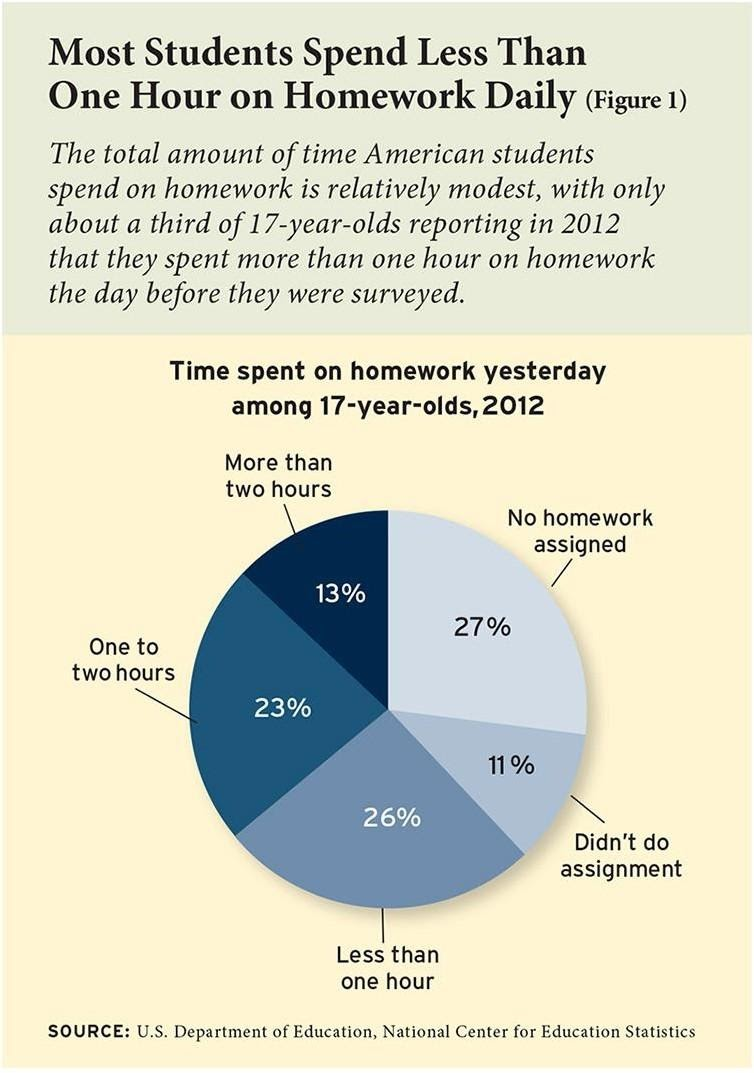 Most Students Spend Less Than
One Hour on Homework Daily (Figure 1)
The total amount of time American students
spend on homework is relatively modest, with only
about a third of 17-year-olds reporting in 2012
that they spent more than one hour on homework
the day before they were surveyed.
Time spent on homework yesterday
among 17-year-olds, 2012
More than
two hours
13%
No homework
assigned
27%
One to
two hours
23%
11%
Didn't do
assignment
26%
Less than
one hour
SOURCE: U.S. Department of Education, National Center for Education Statistics